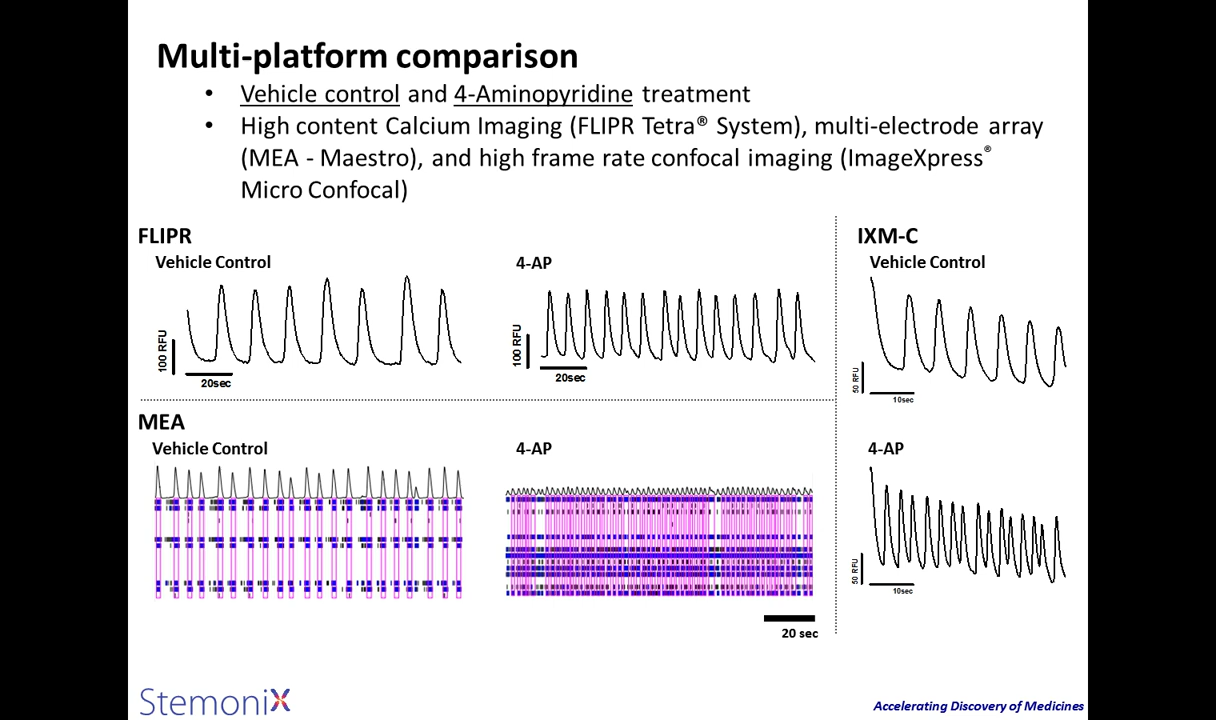 Multi-platform comparison
• Vehicle control and 4-Aminopyridine treatment
• High content Calcium Imaging (FLIPR Tetra® System), multi-electrode array
(MEA - Maestro), and high frame rate confocal imaging (ImageXpress®
Micro Confocal)
FLIPR
Vehicle Control
100 RFU
20sec
4-AP
100 RFU
20sec
MEA
Vehicle Control
4-AP
20 sec
IXM-C
Vehicle Control
50 RFU
10sec
4-AP
50 RFU
10sec
StemoniX
Accelerating Discovery of Medicines